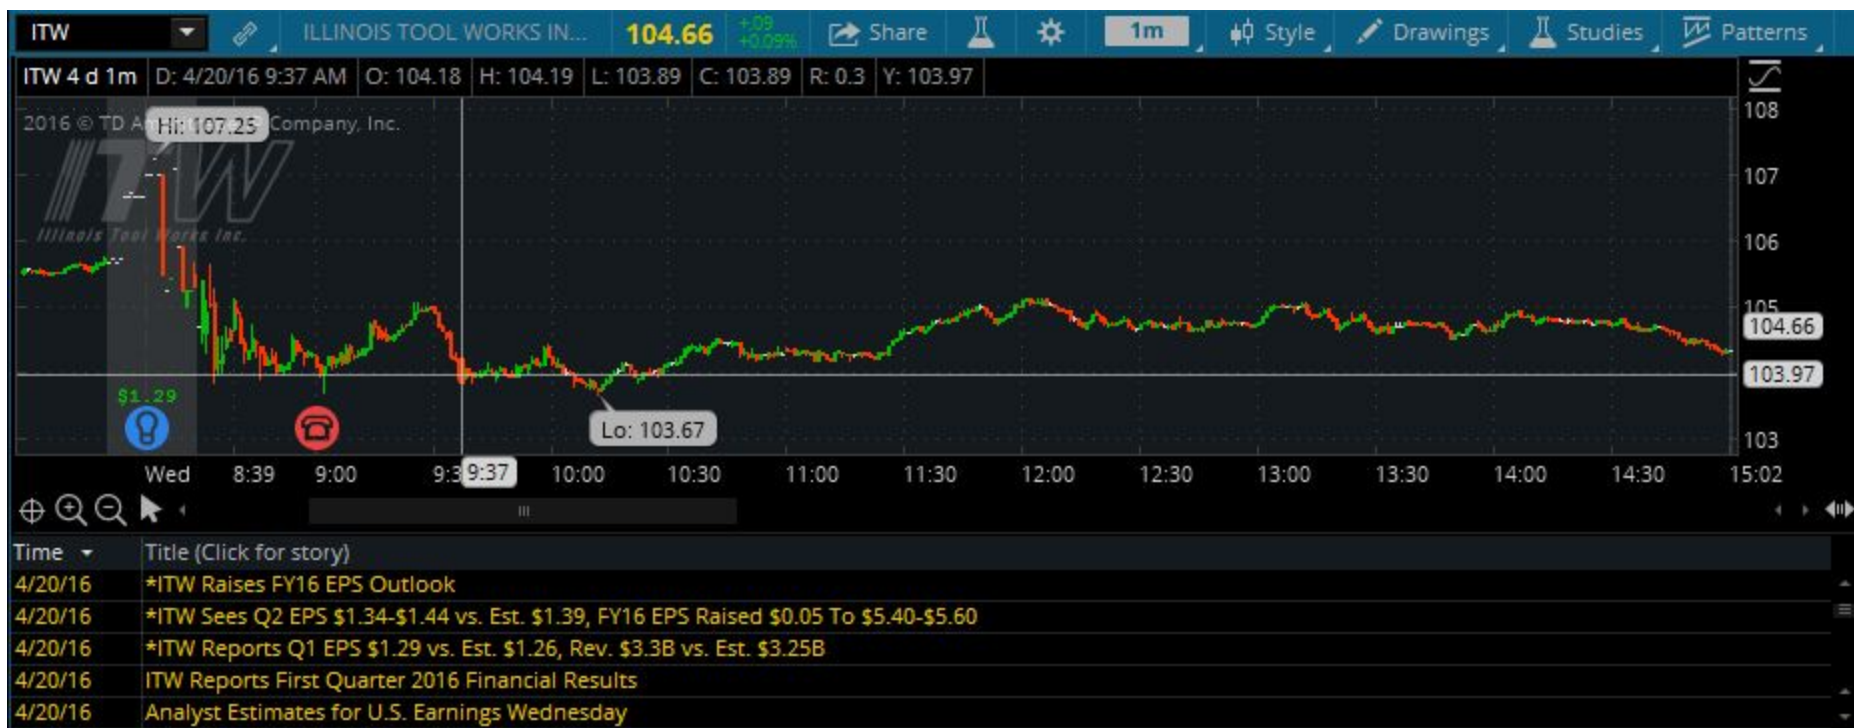 ITW ILLINOIS TOOL WORKS IN... 104.66 +.09 +0.09% Share 1m Style Drawings Studies Patterns
ITW 4 d 1m D: 4/20/16 9:37 AM O: 104.18 H: 104.19 L: 103.89 C: 103.89 R: 0.3 Y: 103.97
2016 © TD Company, Inc.
Hi: 107.25
ITW
Illinois Tool Works Inc.
108
107
106
105
104.66
103.97
103
$1.29
Lo: 103.67
Wed 8:39 9:00 9:37 10:00 10:30 11:00 11:30 12:00 12:30 13:00 13:30 14:00 14:30 15:02
Time Title (Click for story)
4/20/16 *ITW Raises FY16 EPS Outlook
4/20/16 *ITW Sees Q2 EPS $1.34-$1.44 vs. Est. $1.39, FY16 EPS Raised $0.05 To $5.40-$5.60
4/20/16 *ITW Reports Q1 EPS $1.29 vs. Est. $1.26, Rev. $3.3B vs. Est. $3.25B
4/20/16 ITW Reports First Quarter 2016 Financial Results
4/20/16 Analyst Estimates for U.S. Earnings Wednesday